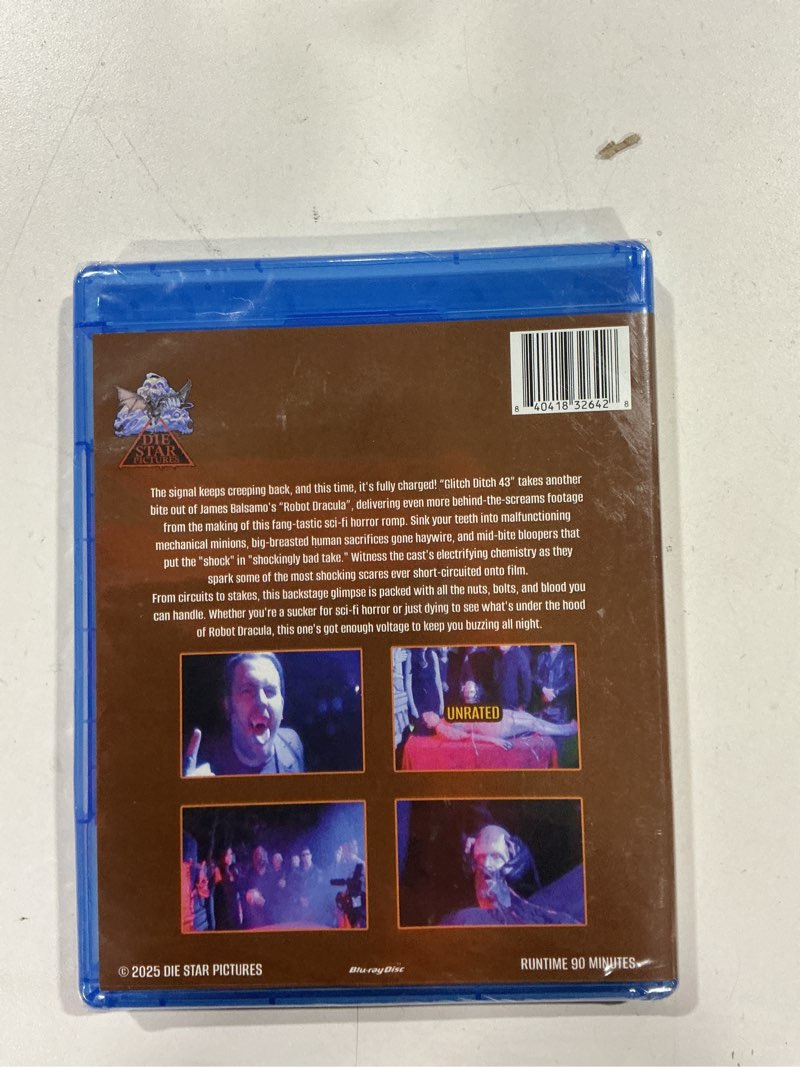 8 40418 32642 8
DIE
STAR
PICTURES
The signal keeps creeping back, and this time, it's fully charged! "Glitch Ditch 43" takes another
bite out of James Balsamo's "Robot Dracula", delivering even more behind-the-screams footage
from the making of this fang-tastic sci-fi horror romp. Sink your teeth into malfunctioning
mechanical minions, big-breasted human sacrifices gone haywire, and mid-bite bloopers that
put the "shock" in "shockingly bad take." Witness the cast's electrifying chemistry as they
spark some of the most shocking scares ever short-circuited onto film.
From circuits to stakes, this backstage glimpse is packed with all the nuts, bolts, and blood you
can handle. Whether you're a sucker for sci-fi horror or just dying to see what's under the hood
of Robot Dracula, this one's got enough voltage to keep you buzzing all night.
UNRATED
© 2025 DIE STAR PICTURES
Blu-ray Disc
RUNTIME 90 MINUTES